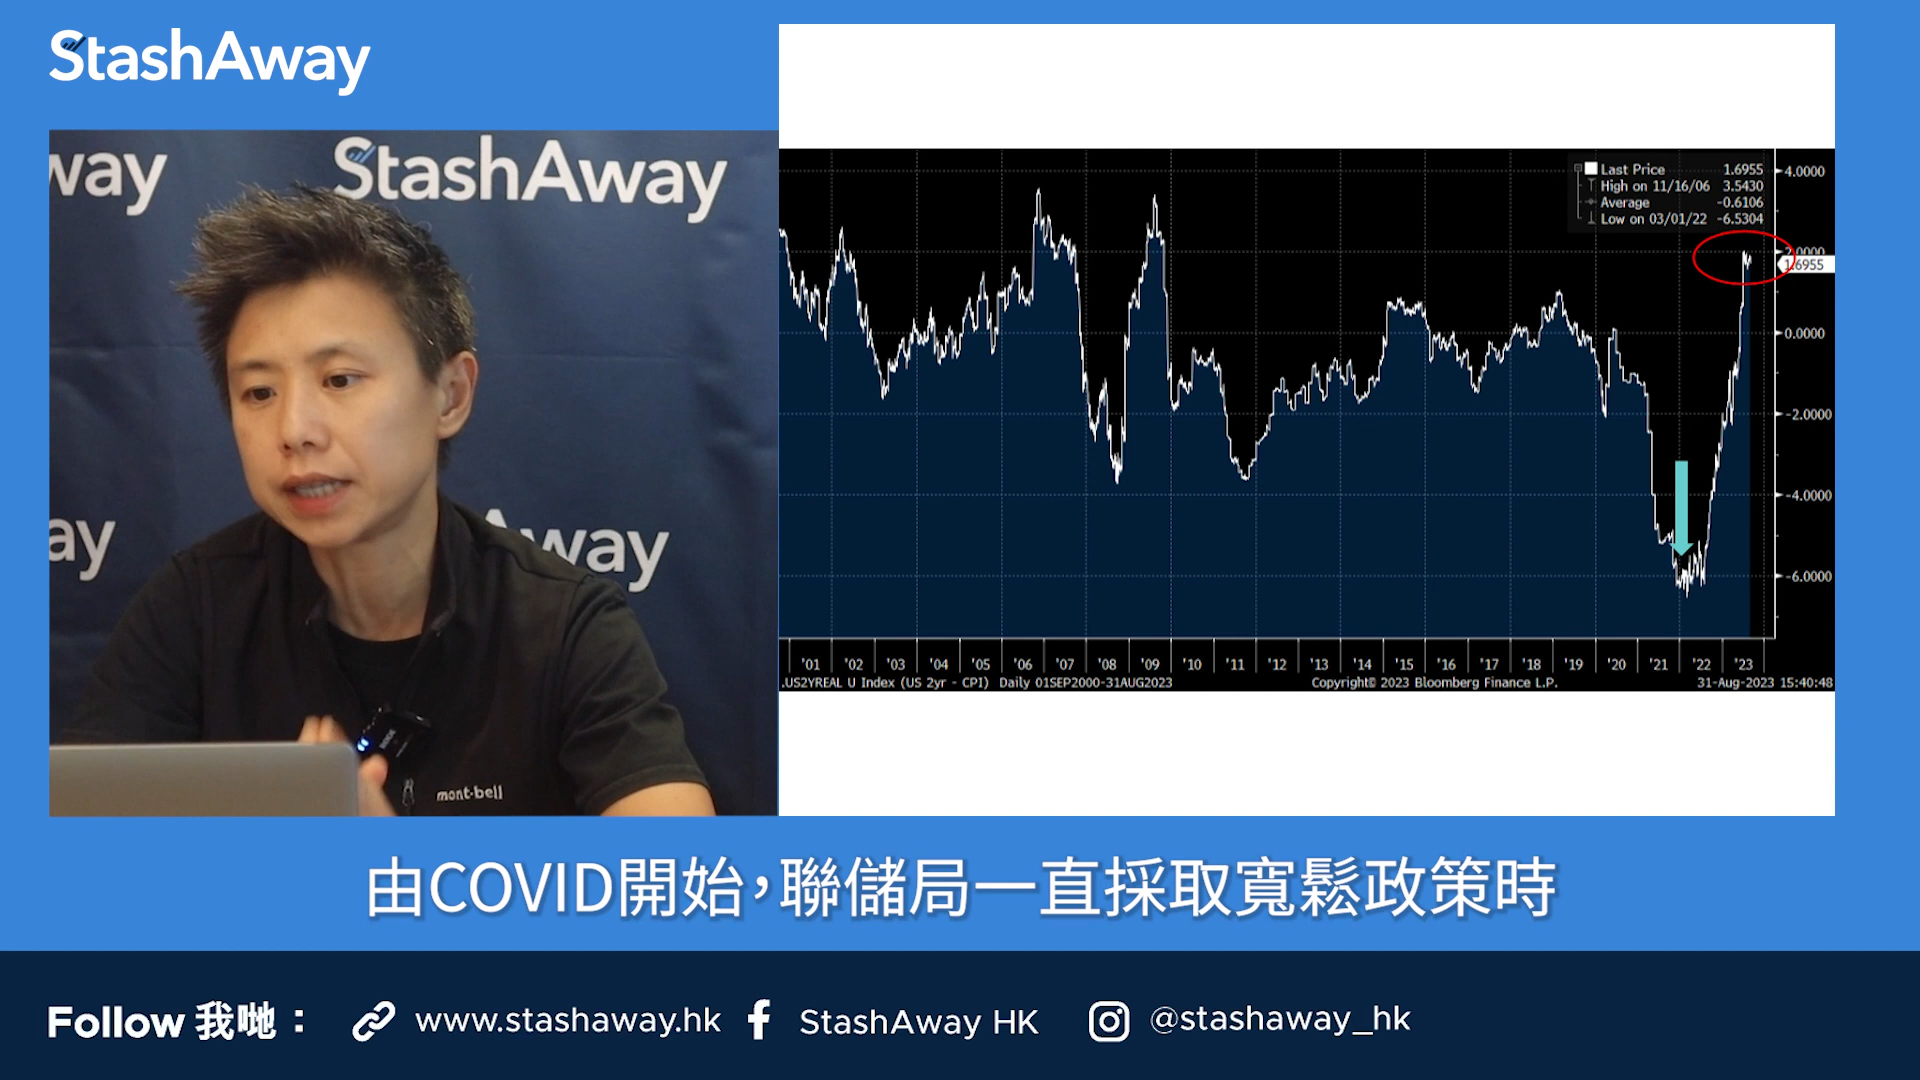 StashAway
way
StashAway
ay
Away
mont-bell
Last Price 1.6955
High on 11/16/06 3.5430
Average -0.6106
Low on 03/01/22 -6.5304
4.0000
2.0000
1.6955
0.0000
-2.0000
-4.0000
-6.0000
'01 '02 '03 '04 '05 '06 '07 '08 '09 '10 '11 '12 '13 '14 '15 '16 '17 '18 '19 '20 '21 '22 '23
.US2YREAL U Index (US 2yr - CPI) Daily 01SEP2000-31AUG2023 Copyright© 2023 Bloomberg Finance L.P. 31-Aug-2023 15:40:48
由COVID開始,聯儲局一直採取寬鬆政策時
Follow 我哋： www.stashaway.hk StashAway HK @stashaway_hk